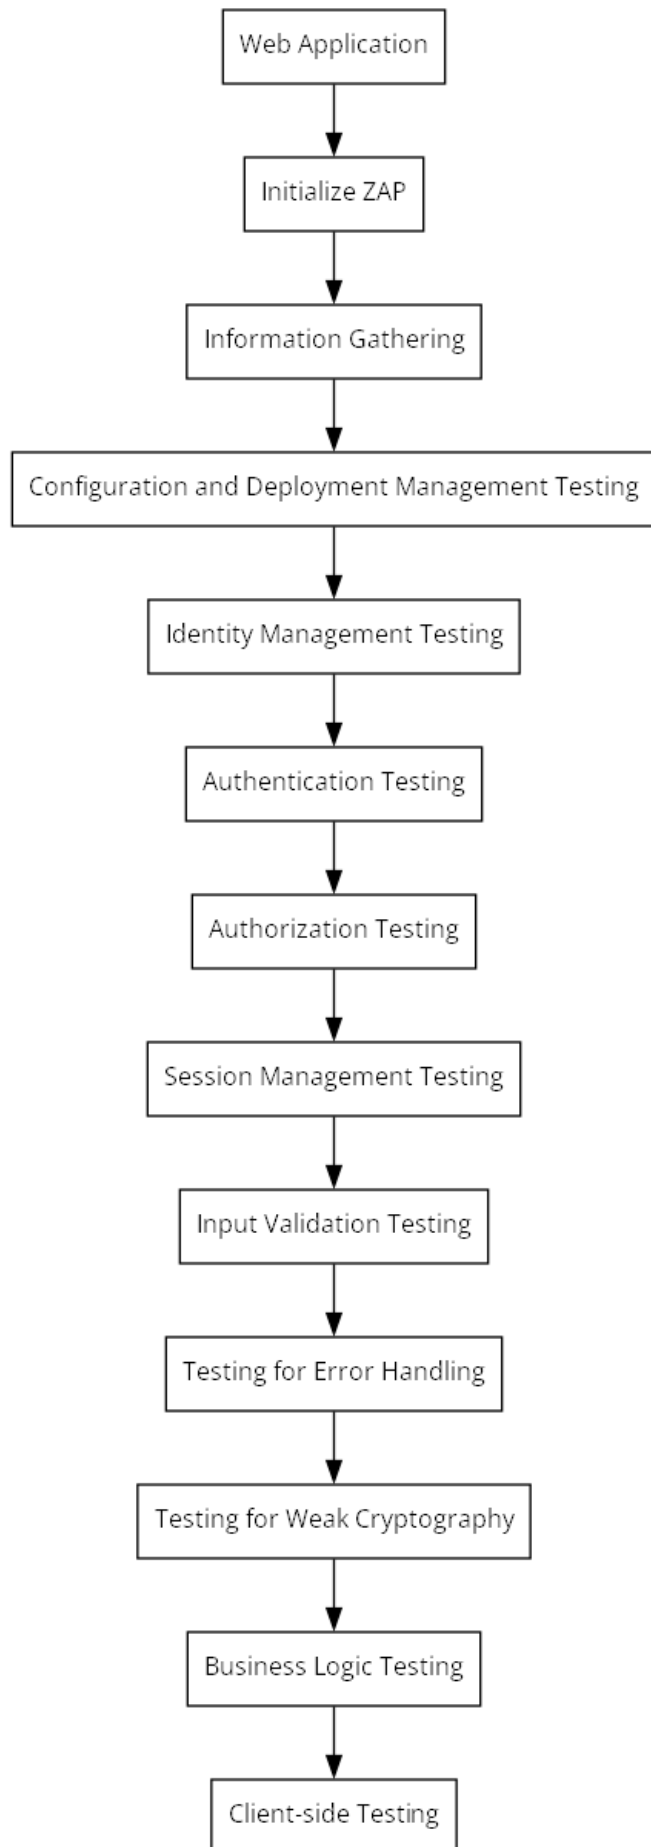 Web Application
Initialize ZAP
Information Gathering
Configuration and Deployment Management Testing
Identity Management Testing
Authentication Testing
Authorization Testing
Session Management Testing
Input Validation Testing
Testing for Error Handling
Testing for Weak Cryptography
Business Logic Testing
Client-side Testing